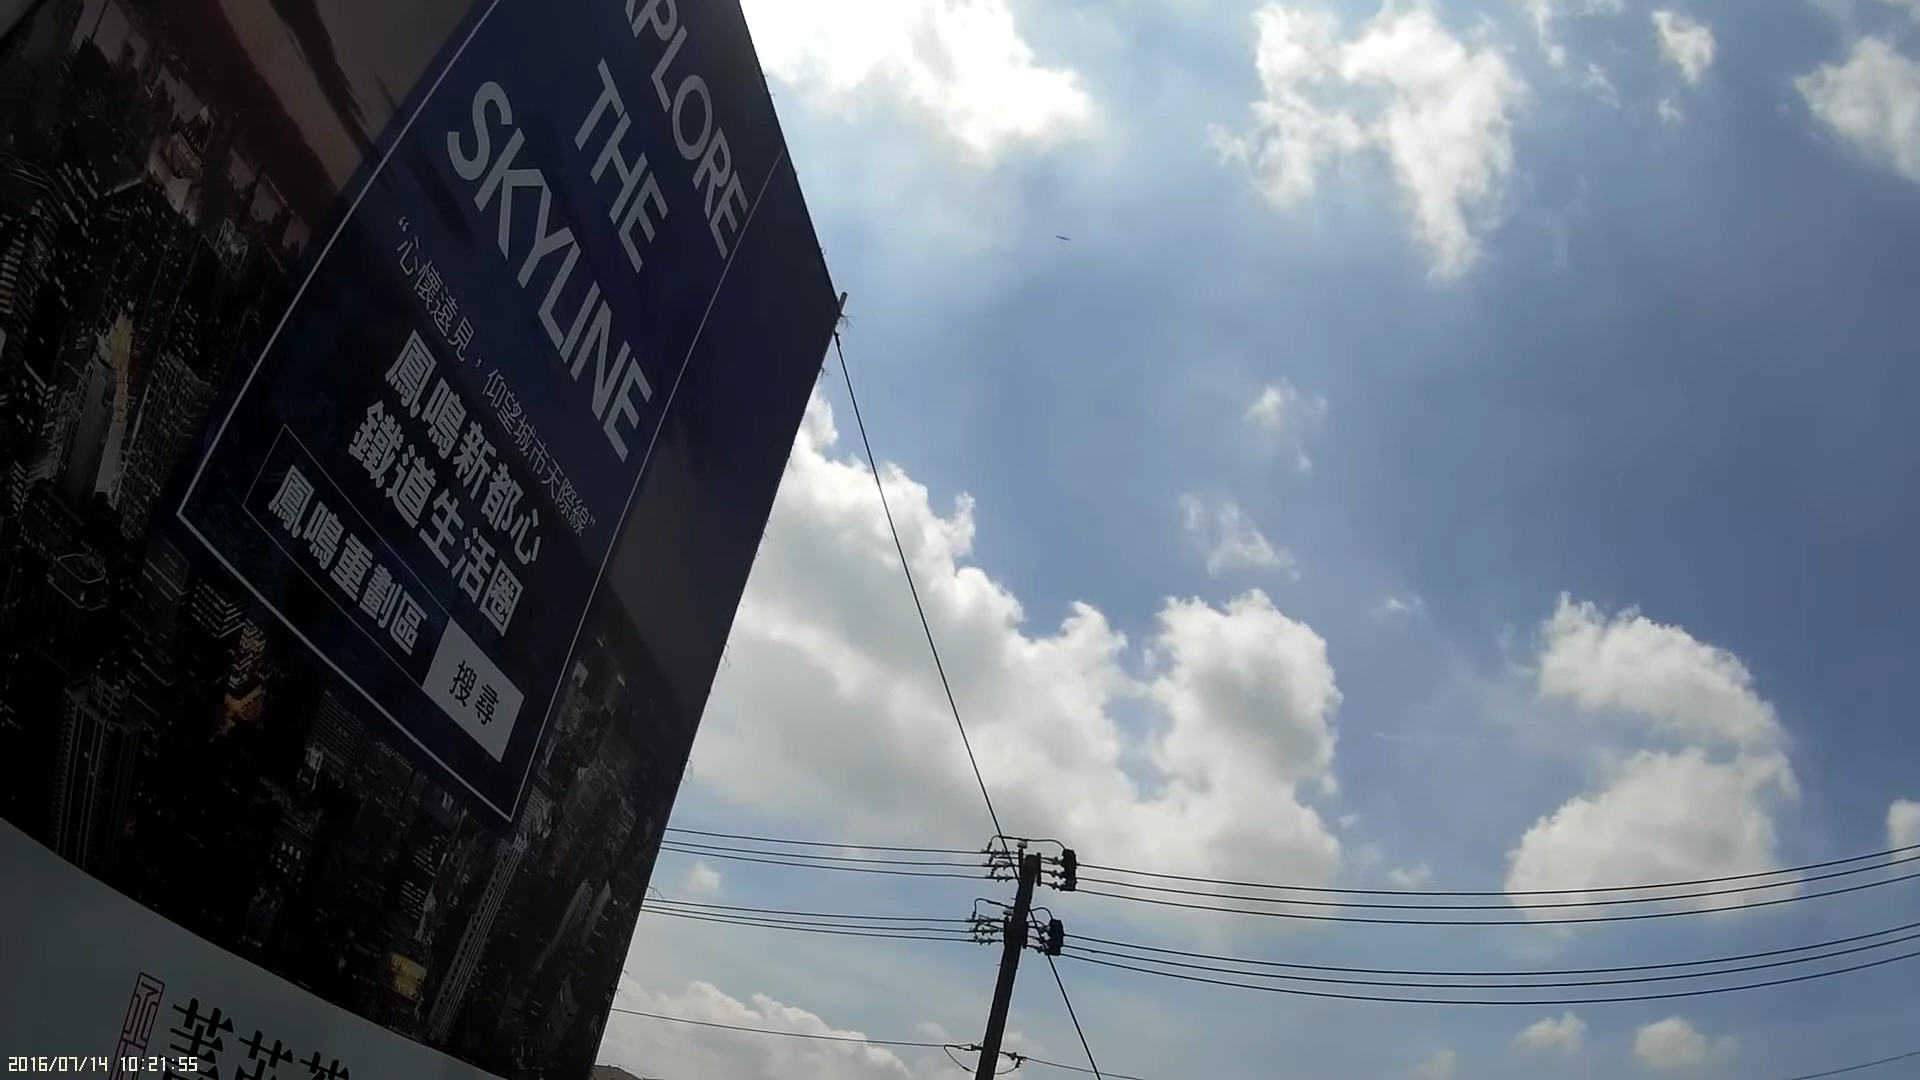 PLORE
THE
SKYLINE
“心懷遠見，仰望城市天際線”
鳳鳴新都心
鐵道生活圈
鳳鳴重劃區 搜尋
2016/07/14 10:21:55